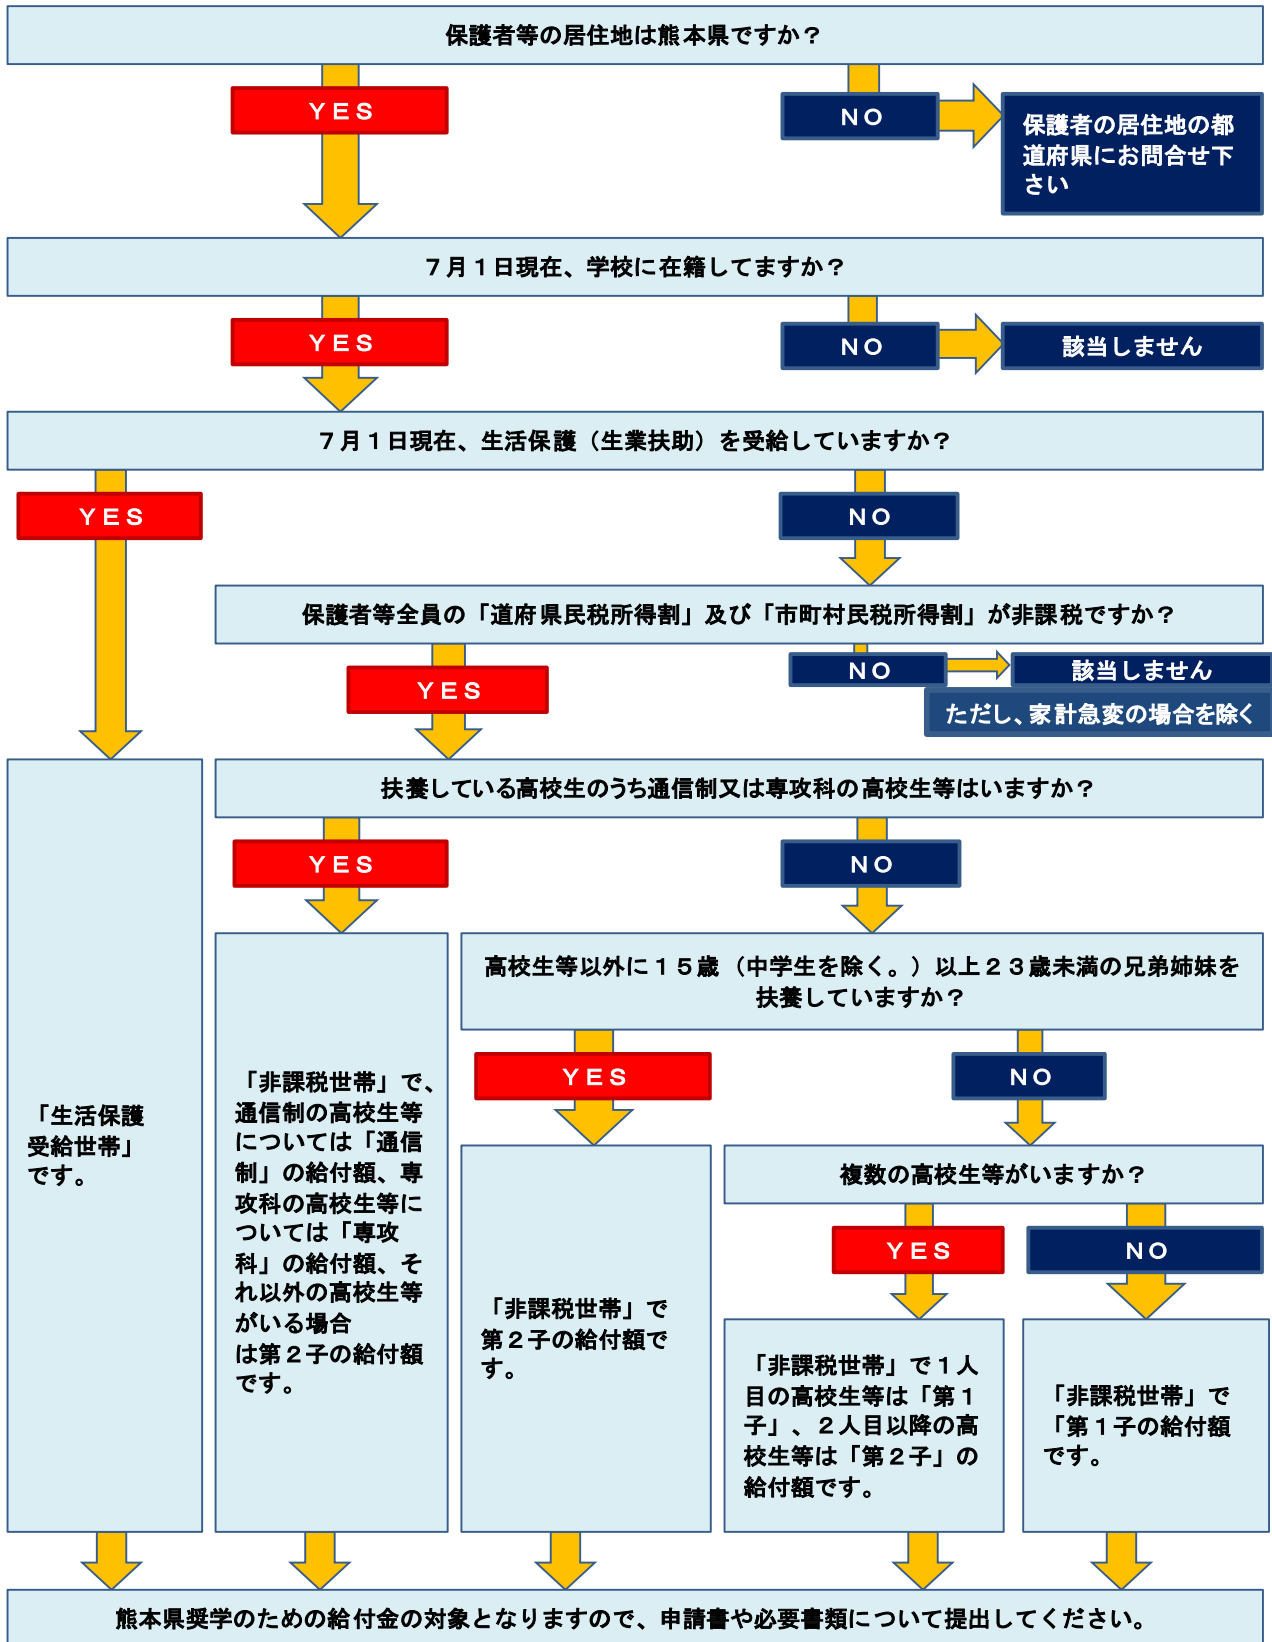 保護者等の居住地は熊本県ですか？
ＹＥＳ
ＮＯ
保護者の居住地の都
道府県にお問合せ下
さい
７月１日現在、学校に在籍してますか？
ＹＥＳ
ＮＯ
該当しません
７月１日現在、生活保護（生業扶助）を受給していますか？
ＹＥＳ
ＮＯ
保護者等全員の「道府県民税所得割」及び「市町村民税所得割」が非課税ですか？
ＹＥＳ
ＮＯ
該当しません
ただし、家計急変の場合を除く
扶養している高校生のうち通信制又は専攻科の高校生等はいますか？
ＹＥＳ
ＮＯ
高校生等以外に１５歳（中学生を除く。）以上２３歳未満の兄弟姉妹を
扶養していますか？
ＹＥＳ
ＮＯ
複数の高校生等がいますか？
ＹＥＳ
ＮＯ
「生活保護
受給世帯」
です。
「非課税世帯」で、
通信制の高校生等
については「通信
制」の給付額、専
攻科の高校生等に
ついては「専攻
科」の給付額、そ
れ以外の高校生等
がいる場合
は第２子の給付額
です。
「非課税世帯」で
第２子の給付額で
す。
「非課税世帯」で１人
目の高校生等は「第１
子」、２人目以降の高
校生等は「第２子」の
給付額です。
「非課税世帯」で
「第１子の給付額
です。
熊本県奨学のための給付金の対象となりますので、申請書や必要書類について提出してください。